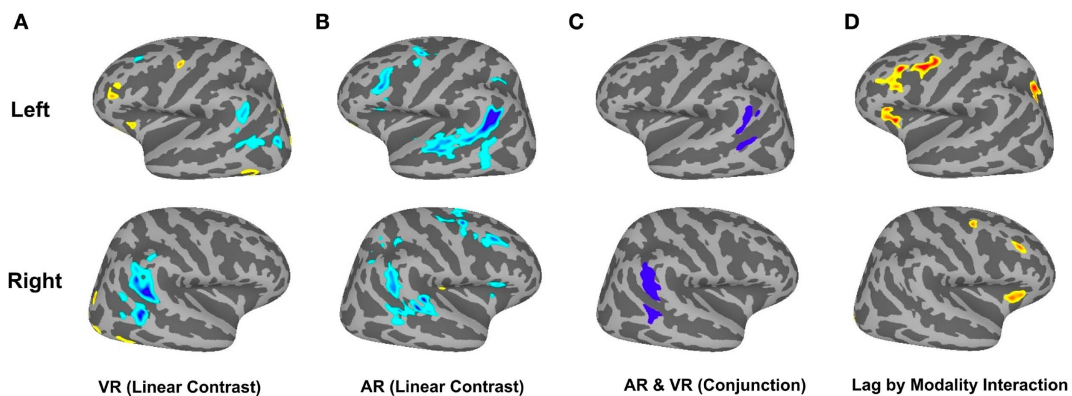 A
B
C
D
Left
Right
VR (Linear Contrast)
AR (Linear Contrast)
AR & VR (Conjunction)
Lag by Modality Interaction